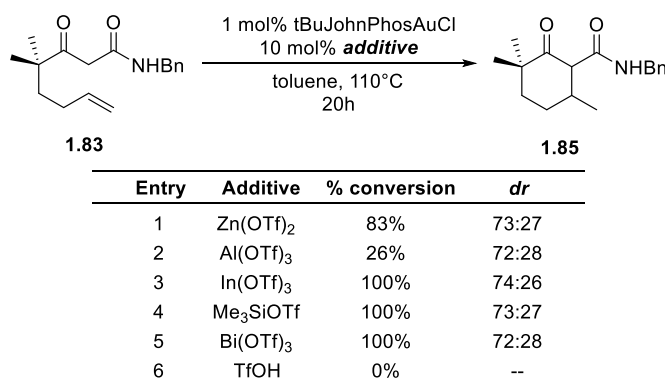 O O
NHBn
1.83
1 mol% tBuJohnPhosAuCl
10 mol% additive
toluene, 110°C
20h
O O
NHBn
1.85
Entry Additive % conversion dr
1 Zn(OTf)2 83% 73:27
2 Al(OTf)3 26% 72:28
3 In(OTf)3 100% 74:26
4 Me3SiOTf 100% 73:27
5 Bi(OTf)3 100% 72:28
6 TfOH 0% --